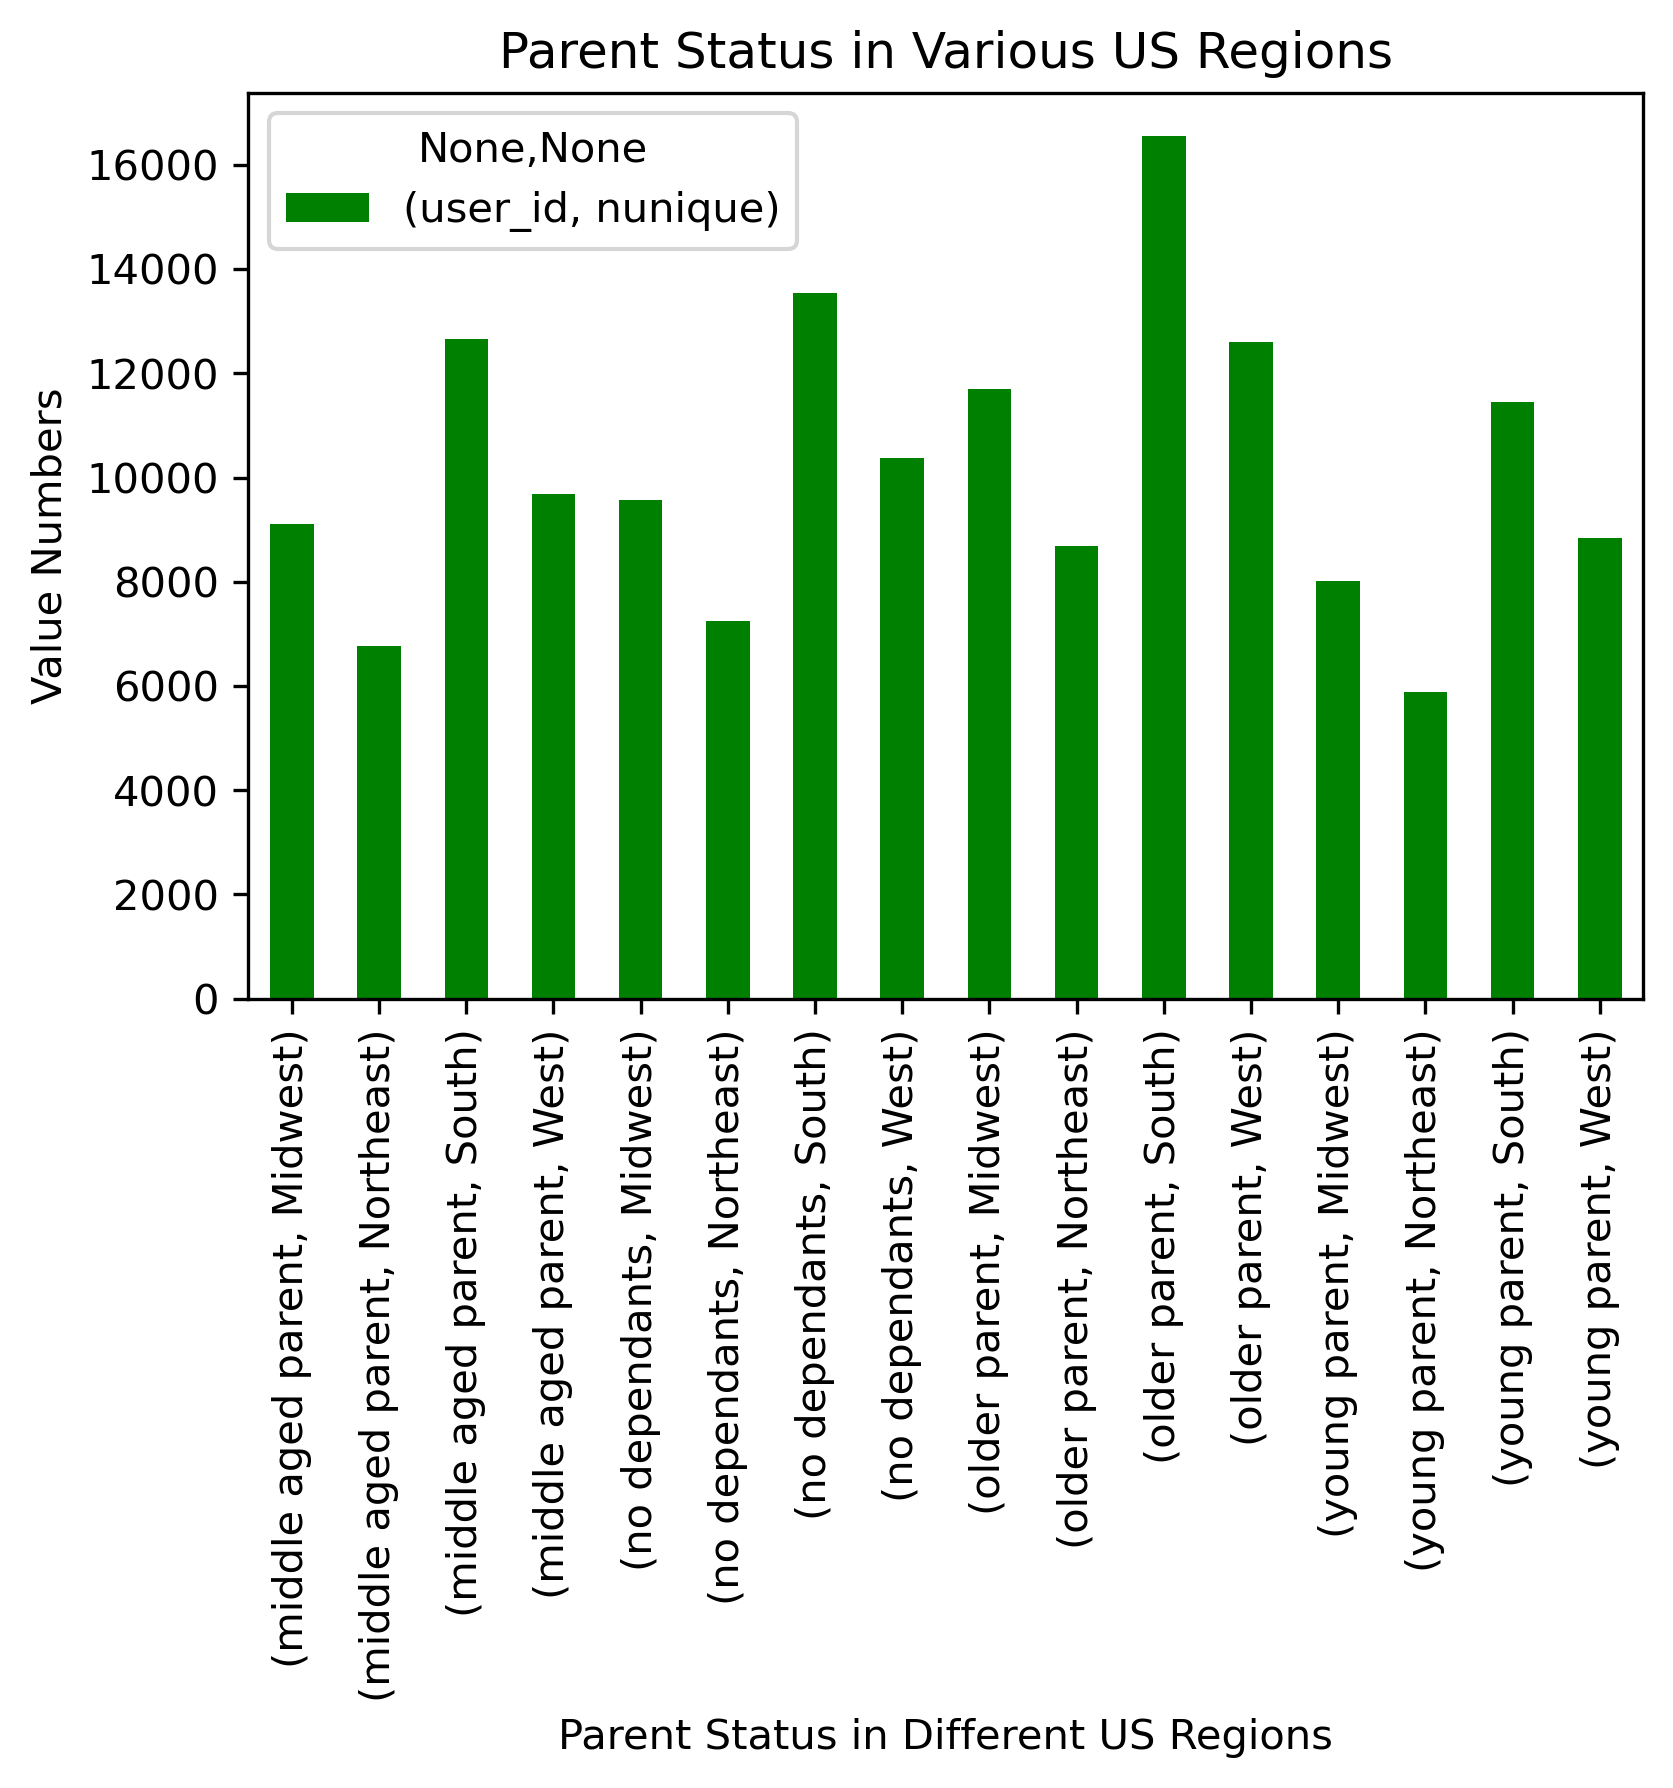 Parent Status in Various US Regions
None,None
(user_id, nunique)
16000
14000
12000
10000
8000
6000
4000
2000
0
Value Numbers
(middle aged parent, Midwest)
(middle aged parent, Northeast)
(middle aged parent, South)
(middle aged parent, West)
(no dependants, Midwest)
(no dependants, Northeast)
(no dependants, South)
(no dependants, West)
(older parent, Midwest)
(older parent, Northeast)
(older parent, South)
(older parent, West)
(young parent, Midwest)
(young parent, Northeast)
(young parent, South)
(young parent, West)
Parent Status in Different US Regions